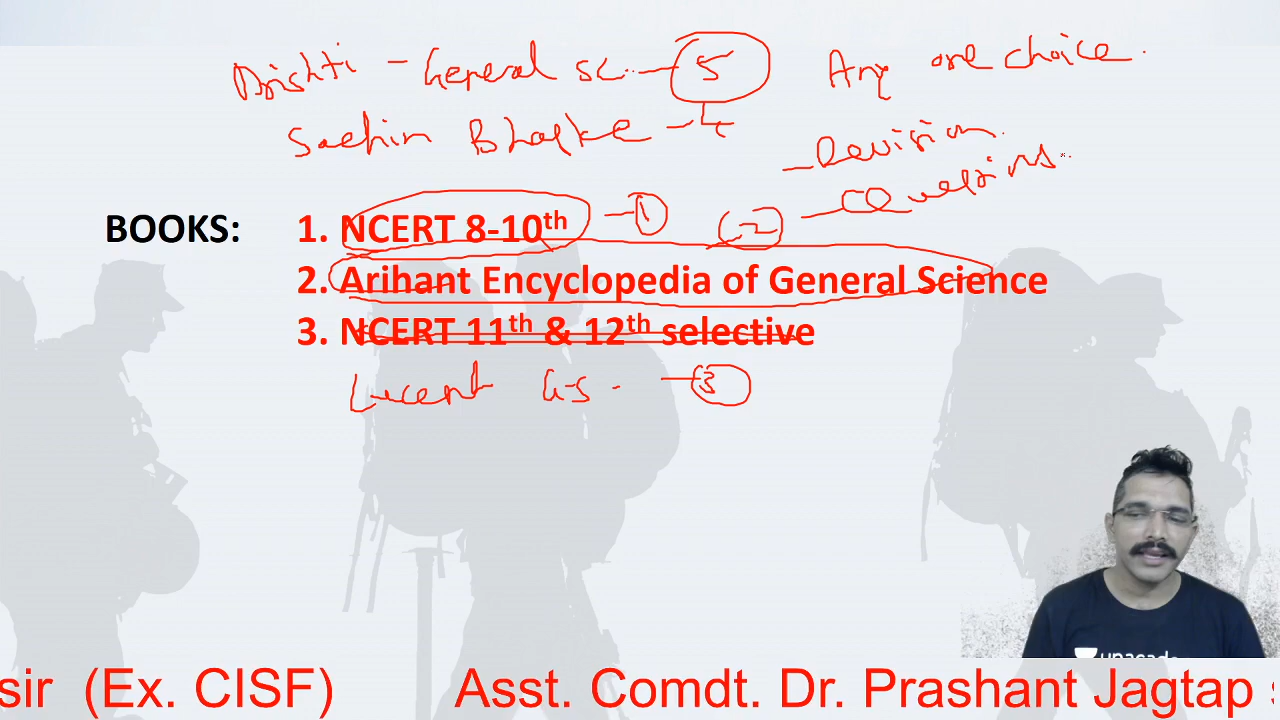 Drishti - General Sc. - 5 Any one choice.
Sachin Bhalke - 4
- Revision.
- Questions.
BOOKS: 1. NCERT 8-10th - 1
2
2. Arihant Encyclopedia of General Science
3. NCERT 11th & 12th selective
Lucent GS - 3
sir (Ex. CISF) Asst. Comdt. Dr. Prashant Jagtap s